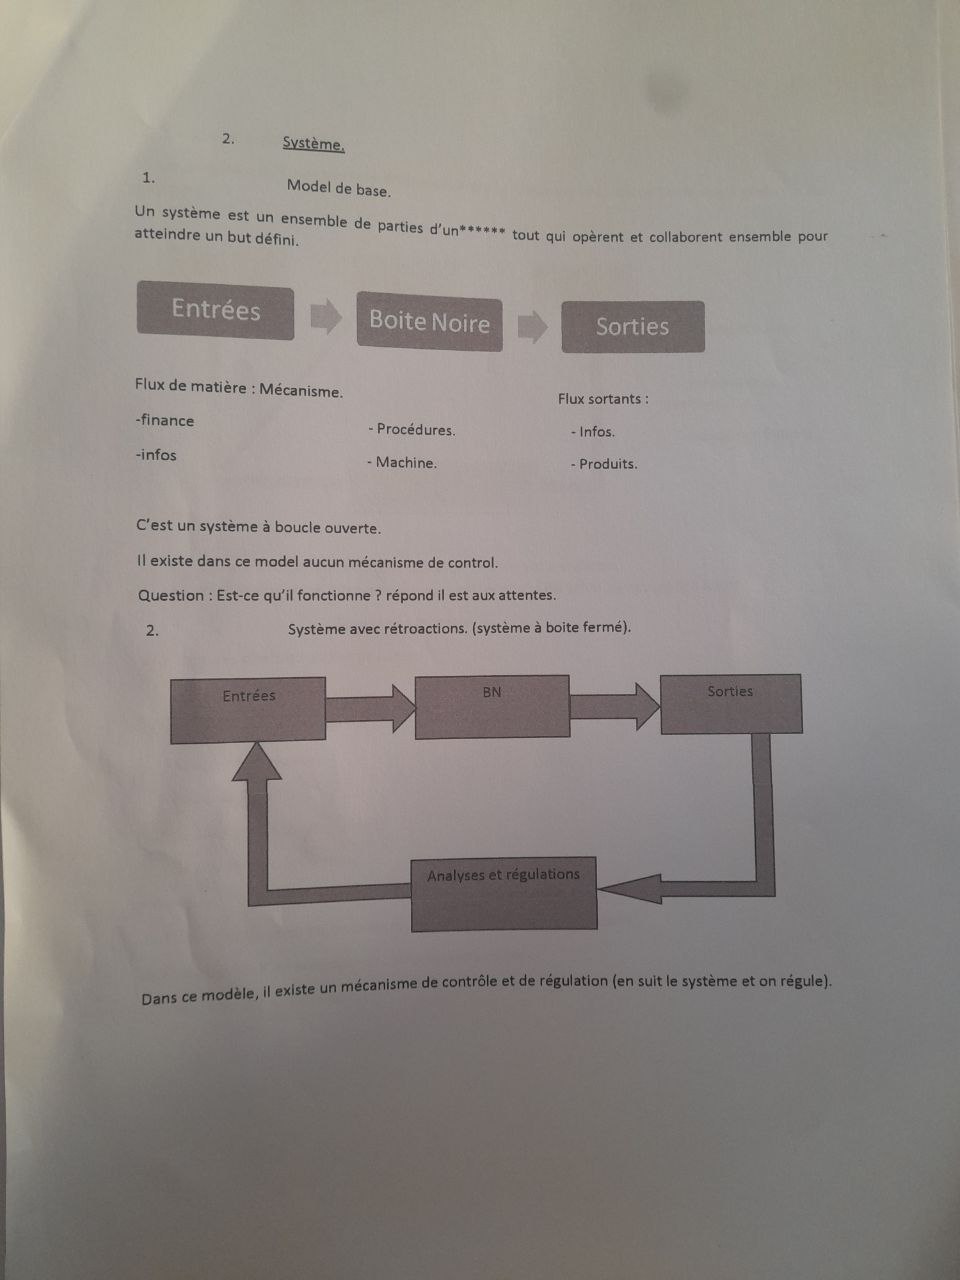 2. Système.
1. Model de base.
Un système est un ensemble de parties d'un****** tout qui opèrent et collaborent ensemble pour
atteindre un but défini.
Entrées Boite Noire Sorties
Flux de matière : Mécanisme. Flux sortants :
-finance - Procédures. - Infos.
-infos - Machine. - Produits.
C'est un système à boucle ouverte.
Il existe dans ce model aucun mécanisme de control.
Question : Est-ce qu'il fonctionne ? répond il est aux attentes.
2. Système avec rétroactions. (système à boite fermé).
Entrées BN Sorties
Analyses et régulations
Dans ce modèle, il existe un mécanisme de contrôle et de régulation (en suit le système et on régule).